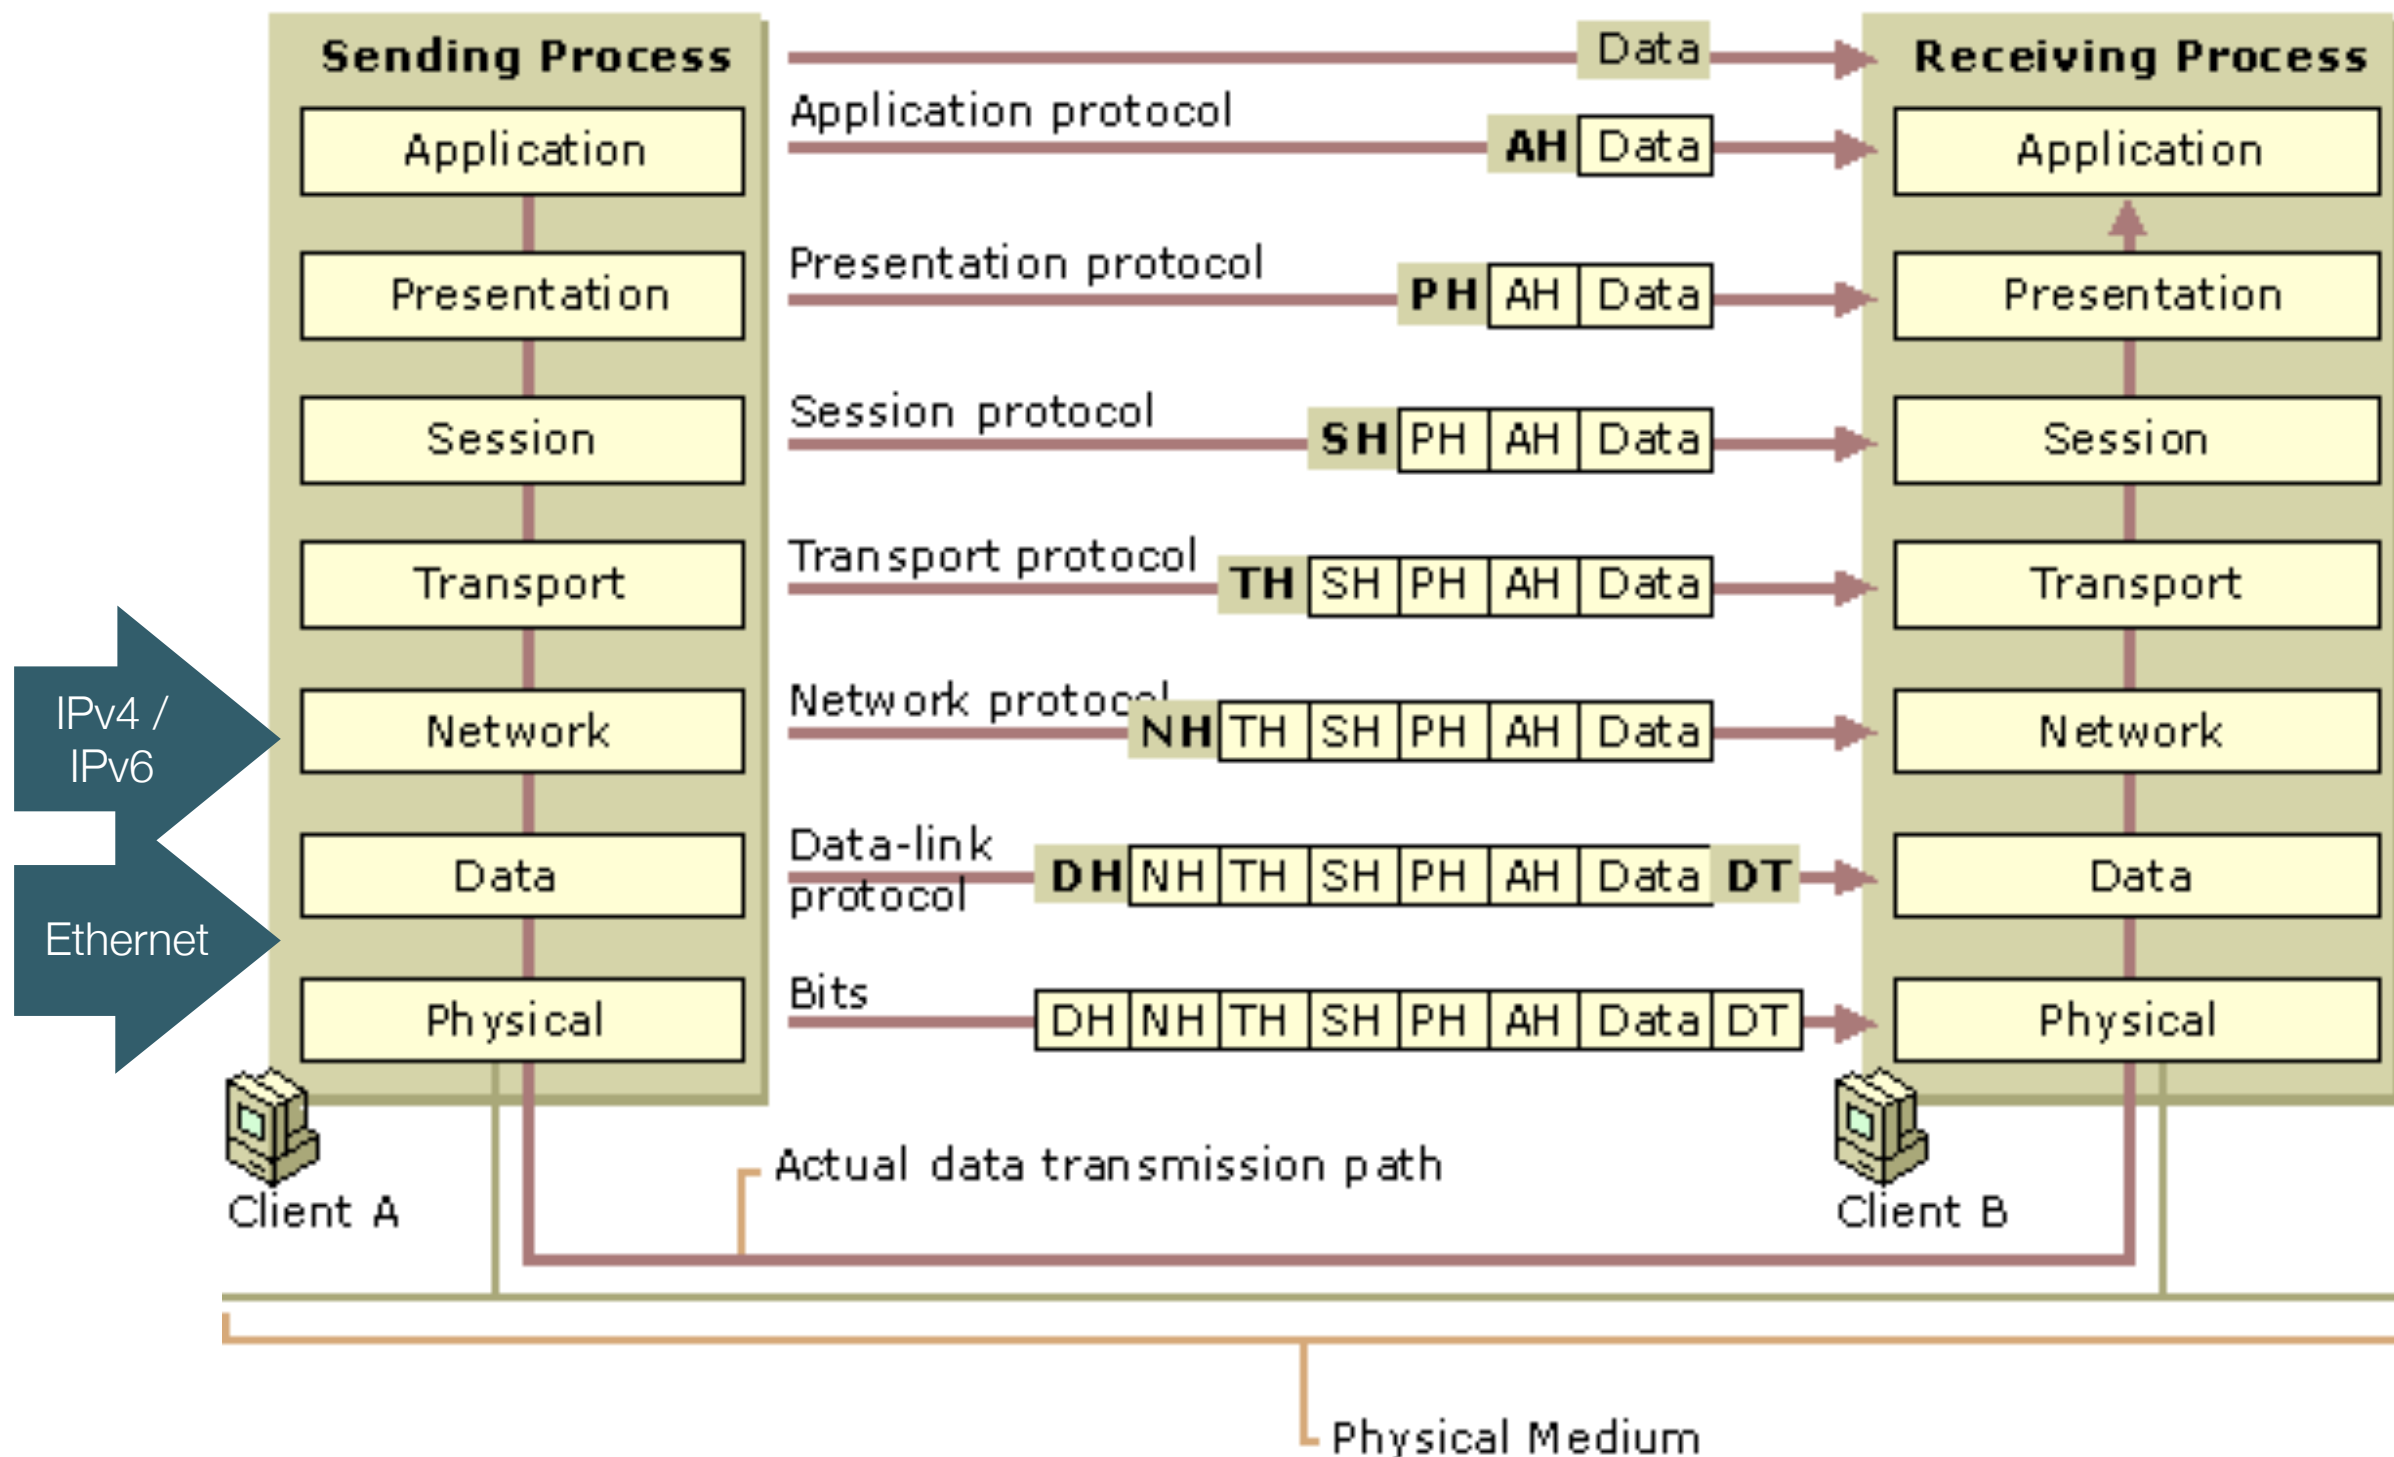 Sending Process
Data
Receiving Process
Application protocol
Application
AH Data
Application
Presentation protocol
Presentation
PH AH Data
Presentation
Session protocol
Session
SH PH AH Data
Session
Transport protocol
Transport
TH SH PH AH Data
Transport
IPv4 /
IPv6
Network protocol
Network
NH TH SH PH AH Data
Network
Data-link
protocol
Data
DH NH TH SH PH AH Data DT
Data
Ethernet
Bits
Physical
DH NH TH SH PH AH Data DT
Physical
Actual data transmission path
Client A
Client B
Physical Medium